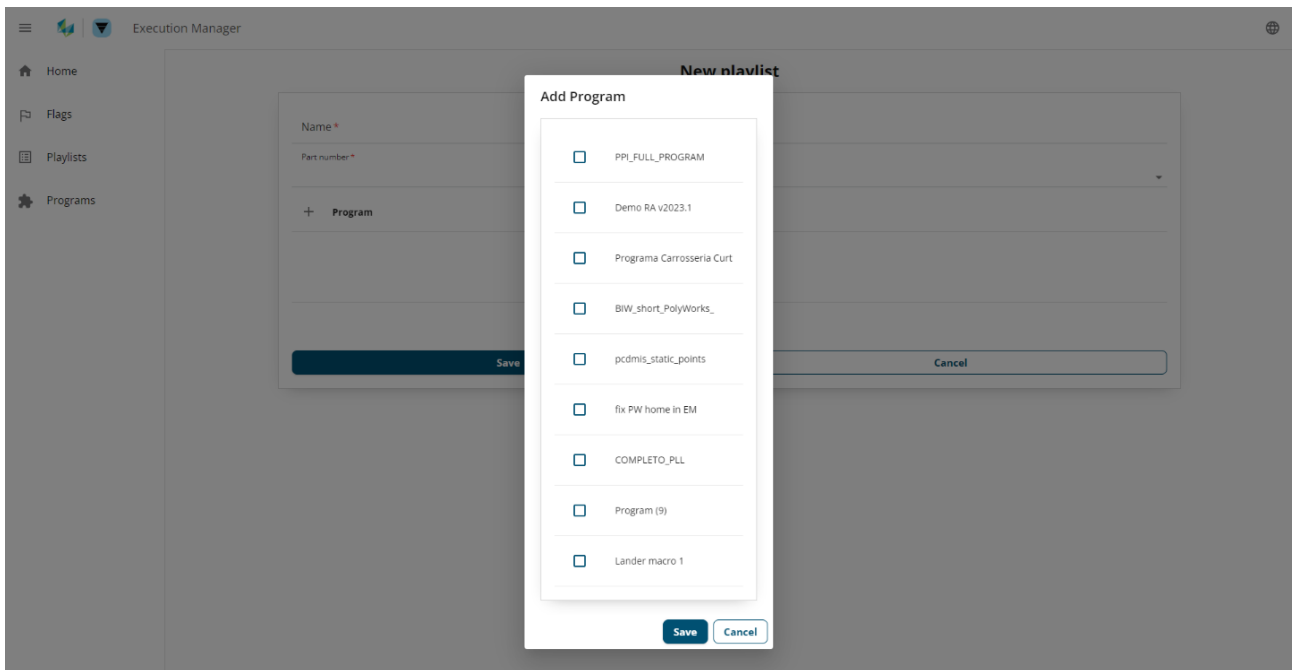 Execution Manager
Home
Flags
Playlists
Programs
New playlist
Name *
Part number *
+ Program
Save
Cancel
Add Program
PPI_FULL_PROGRAM
Demo RA v2023.1
Programa Carrosseria Curt
BIW_short_PolyWorks_
pcdmis_static_points
fix PW home in EM
COMPLETO_PLL
Program (9)
Lander macro 1
Save
Cancel